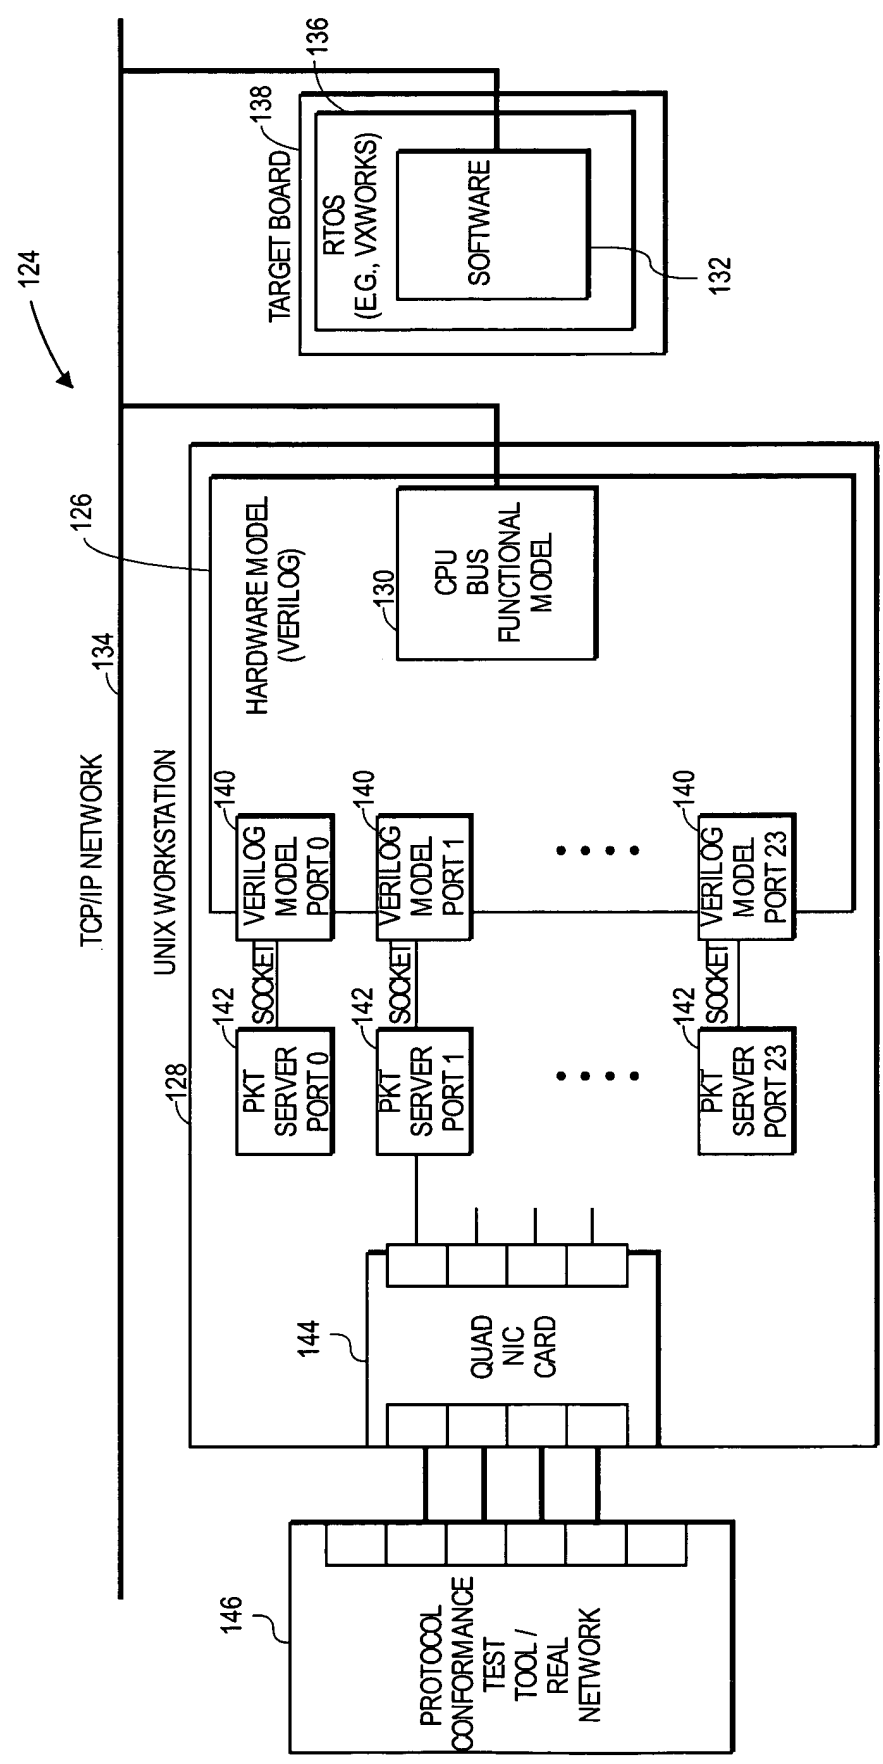 124
TCP/IP NETWORK
134
126
128
UNIX WORKSTATION
HARDWARE MODEL
(VERILOG)
130
CPU
BUS
FUNCTIONAL
MODEL
TARGET BOARD
138
136
RTOS
(E.G., VXWORKS)
SOFTWARE
132
142
PKT
SERVER
PORT 0
SOCKET
140
VERILOG
MODEL
PORT 0
142
PKT
SERVER
PORT 1
SOCKET
140
VERILOG
MODEL
PORT 1
142
PKT
SERVER
PORT 23
SOCKET
140
VERILOG
MODEL
PORT 23
144
QUAD
NIC
CARD
146
PROTOCOL
CONFORMANCE
TEST
TOOL /
REAL
NETWORK